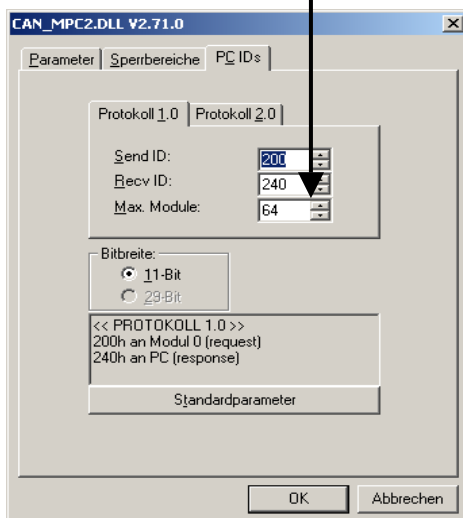 CAN_MPC2.DLL V2.71.0
Parameter Sperrbereiche PC IDs
Protokoll 1.0 Protokoll 2.0
Send ID: 200
Recv ID: 240
Max. Module: 64
Bitbreite:
11-Bit
29-Bit
<< PROTOKOLL 1.0 >>
200h an Modul 0 (request)
240h an PC (response)
Standardparameter
OK Abbrechen